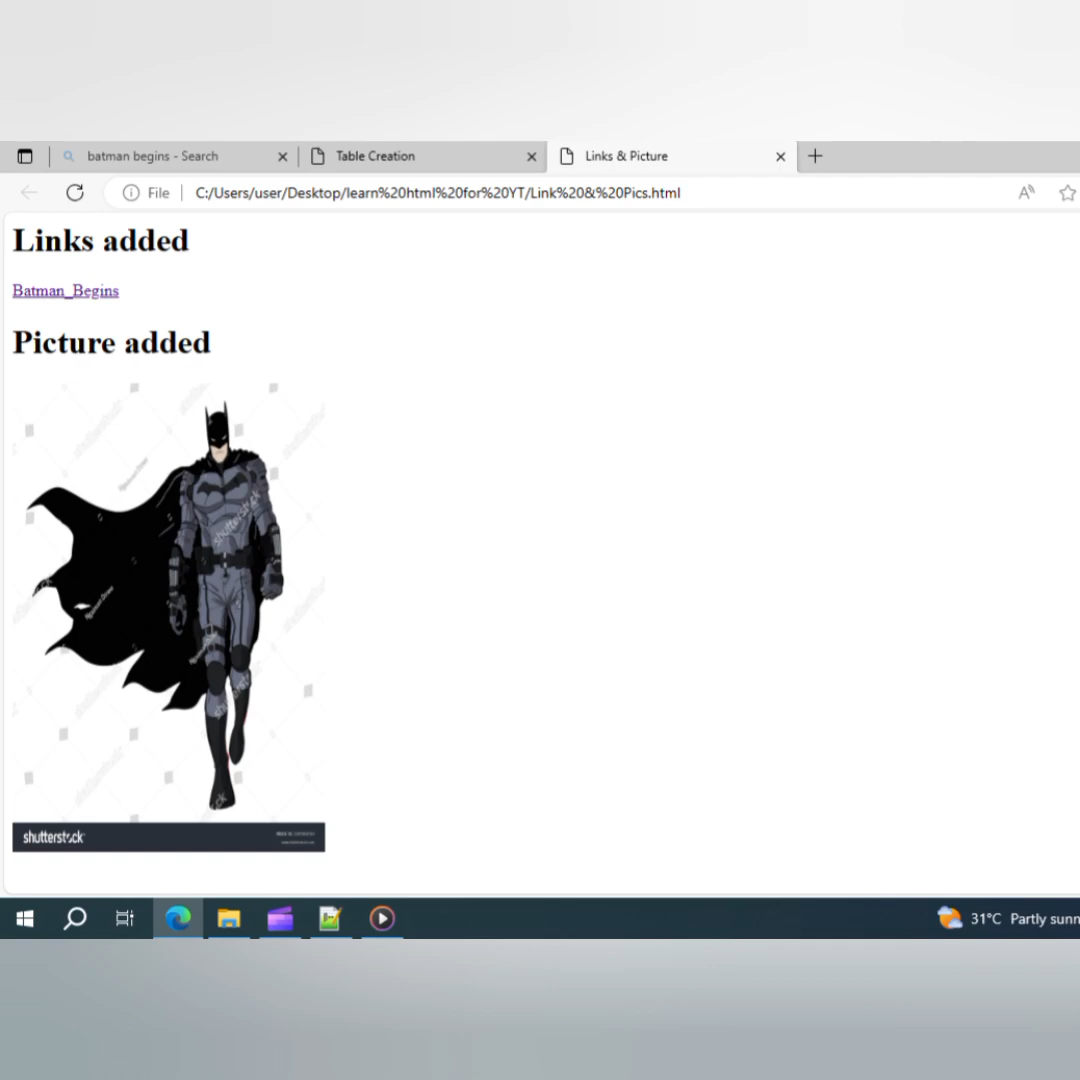 batman begins - Search
Table Creation
Links & Picture
File
C:/Users/user/Desktop/learn%20html%20for%20YT/Link%20&%20Pics.html
Links added
Batman_Begins
Picture added
shutterstock
shutterstock
31°C Partly sunn